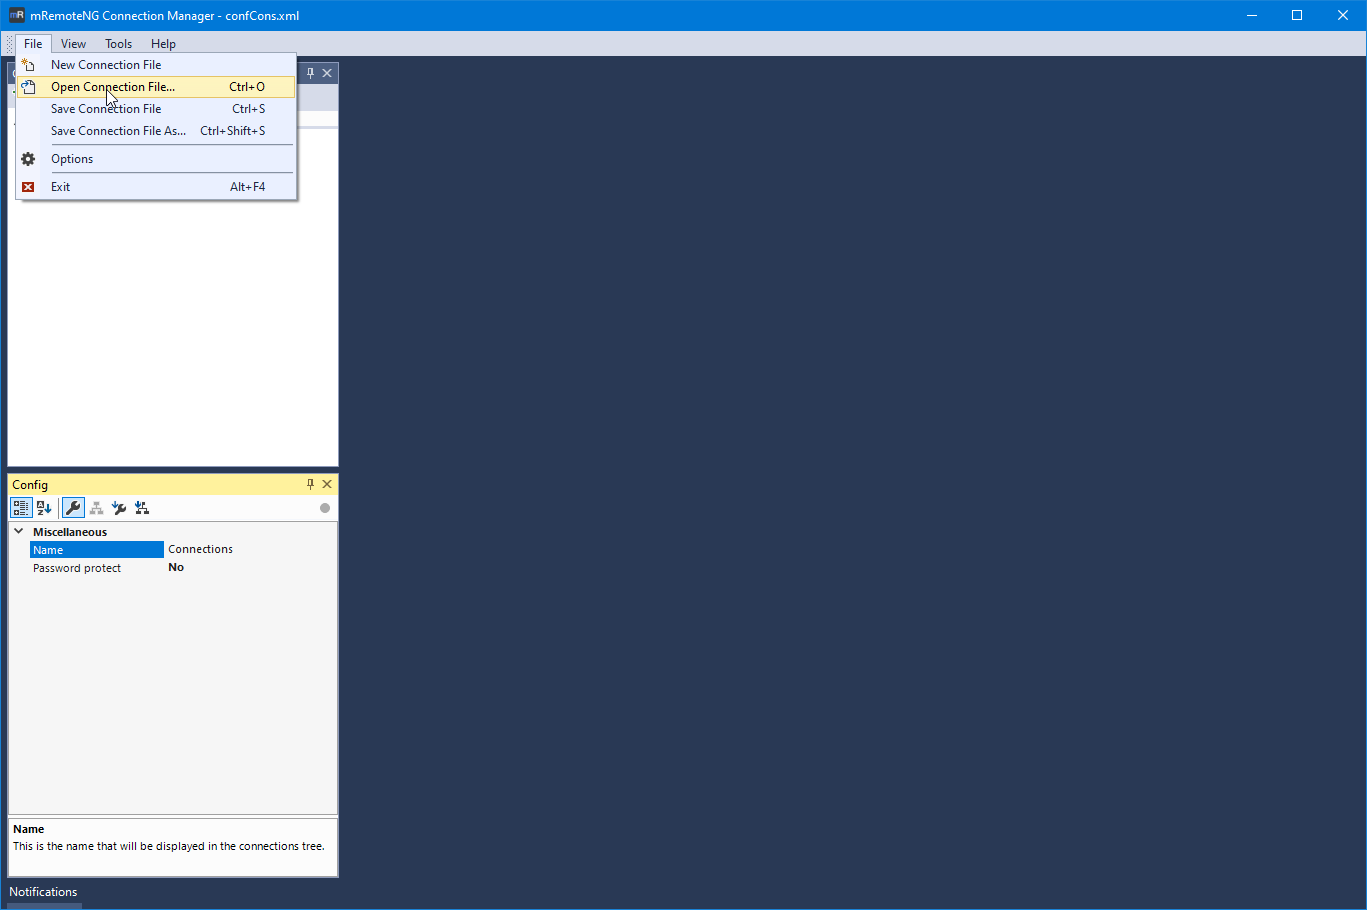 mR mRemoteNG Connection Manager - confCons.xml
File View Tools Help
New Connection File
Open Connection File... Ctrl+O
Save Connection File Ctrl+S
Save Connection File As... Ctrl+Shift+S
Options
Exit Alt+F4
Config
Miscellaneous
Name Connections
Password protect No
Name
This is the name that will be displayed in the connections tree.
Notifications